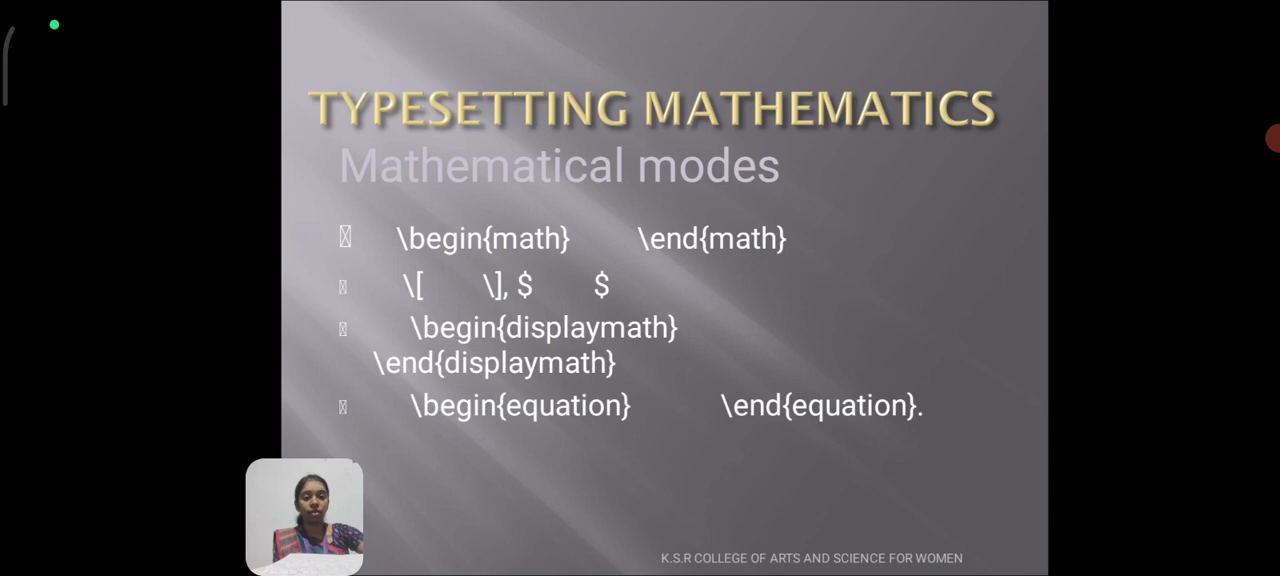 TYPESETTING MATHEMATICS
Mathematical modes
\begin{math} \end{math}
\[ \], $ $
\begin{displaymath}
\end{displaymath}
\begin{equation} \end{equation}.
K.S.R COLLEGE OF ARTS AND SCIENCE FOR WOMEN